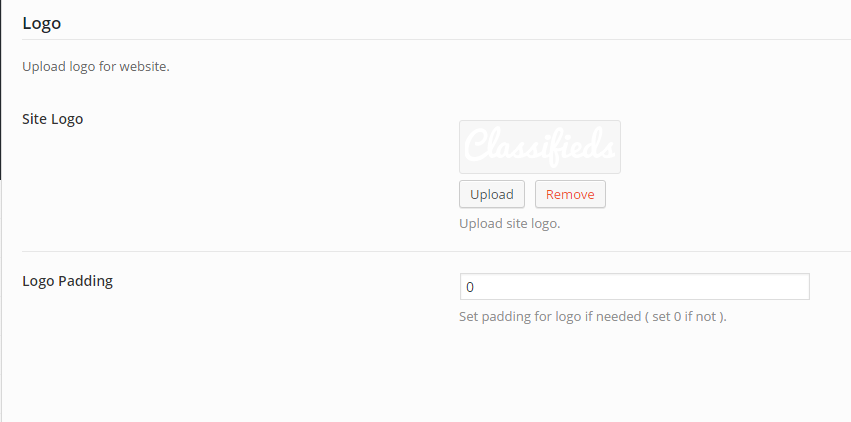 Logo
Upload logo for website.
Site Logo
Classifieds
Upload
Remove
Upload site logo.
Logo Padding
0
Set padding for logo if needed ( set 0 if not ).